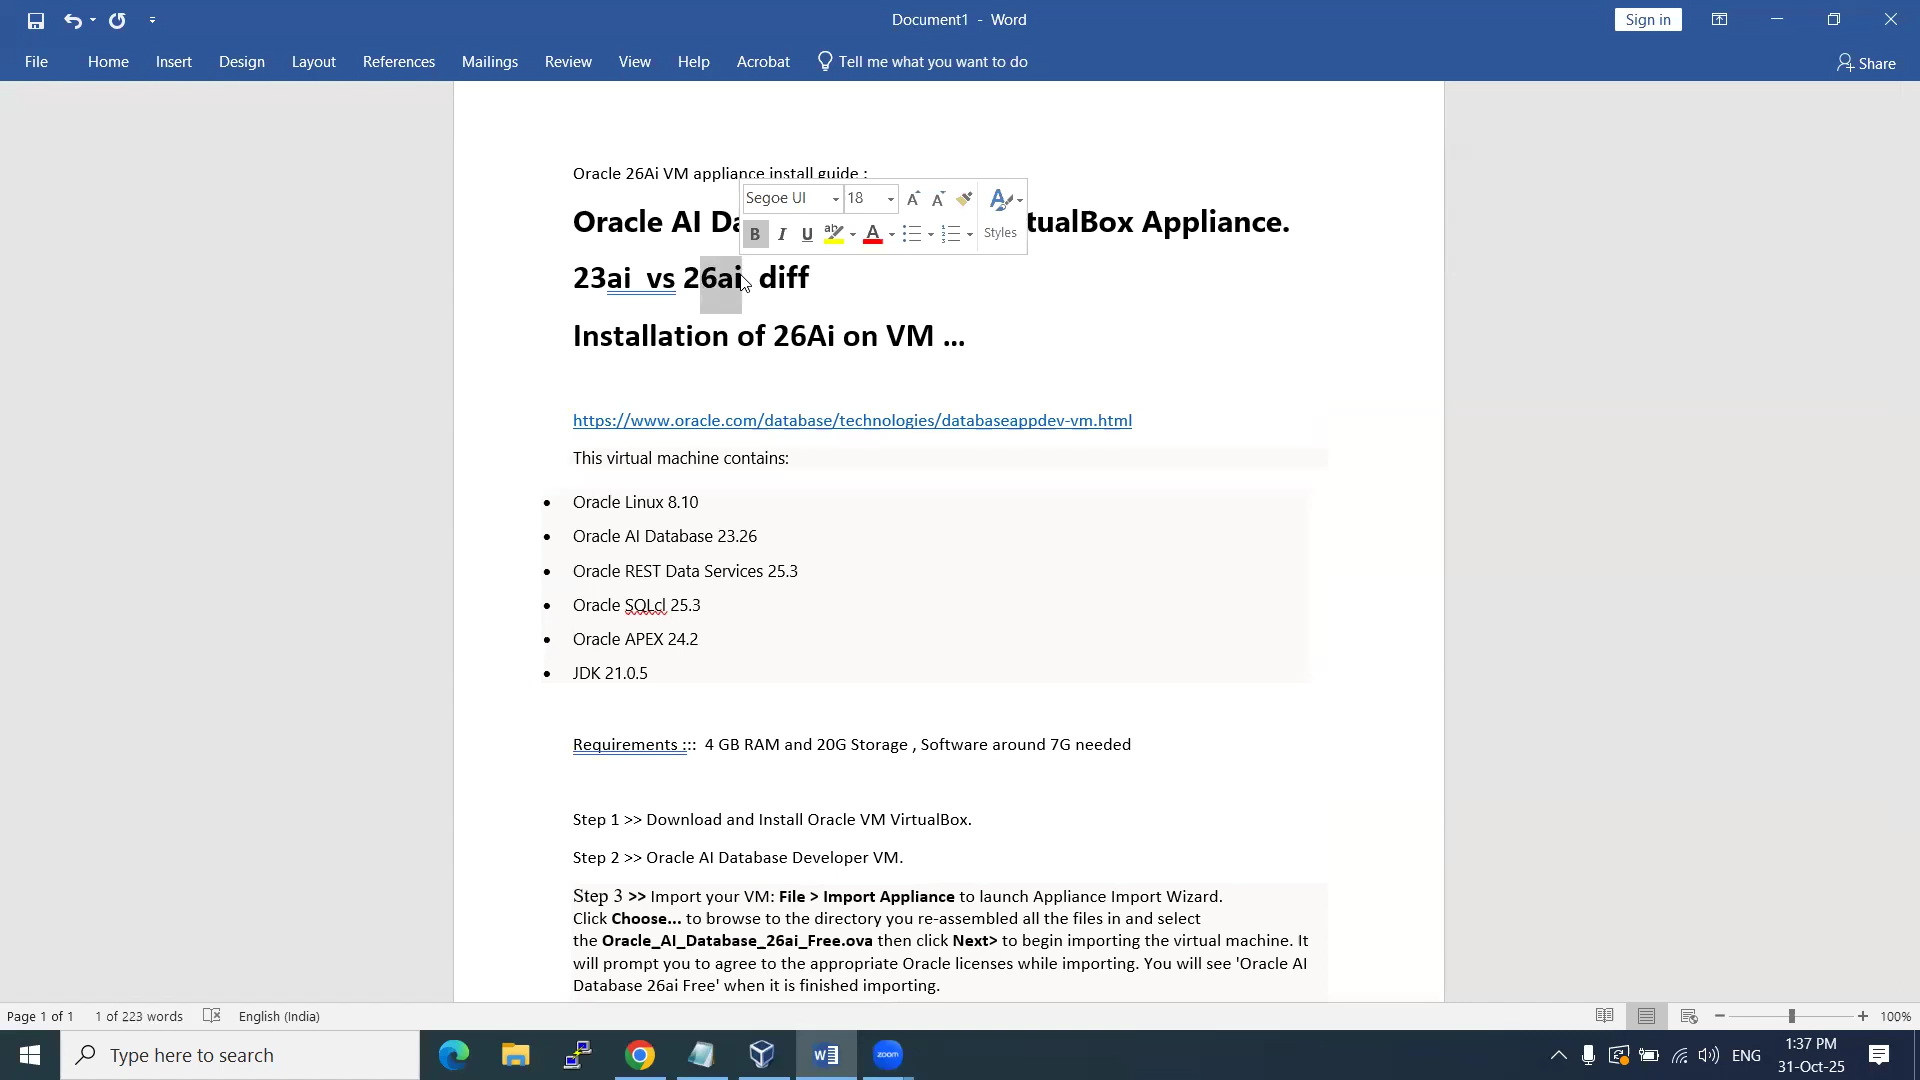 Document1 - Word
Sign in
File Home Insert Design Layout References Mailings Review View Help Acrobat Tell me what you want to do Share
Oracle 26Ai VM appliance install guide :
Segoe UI 18
B I U ab A Styles
Oracle AI Da tualBox Appliance.
23ai vs 26ai diff
Installation of 26Ai on VM ...
https://www.oracle.com/database/technologies/databaseappdev-vm.html
This virtual machine contains:
• Oracle Linux 8.10
• Oracle AI Database 23.26
• Oracle REST Data Services 25.3
• Oracle SQLcl 25.3
• Oracle APEX 24.2
• JDK 21.0.5
Requirements ::: 4 GB RAM and 20G Storage , Software around 7G needed
Step 1 >> Download and Install Oracle VM VirtualBox.
Step 2 >> Oracle AI Database Developer VM.
Step 3 >> Import your VM: File > Import Appliance to launch Appliance Import Wizard.
Click Choose... to browse to the directory you re-assembled all the files in and select
the Oracle_AI_Database_26ai_Free.ova then click Next> to begin importing the virtual machine. It
will prompt you to agree to the appropriate Oracle licenses while importing. You will see 'Oracle AI
Database 26ai Free' when it is finished importing.
Page 1 of 1 1 of 223 words English (India) 100%
Type here to search
zoom
ENG
1:37 PM
31-Oct-25